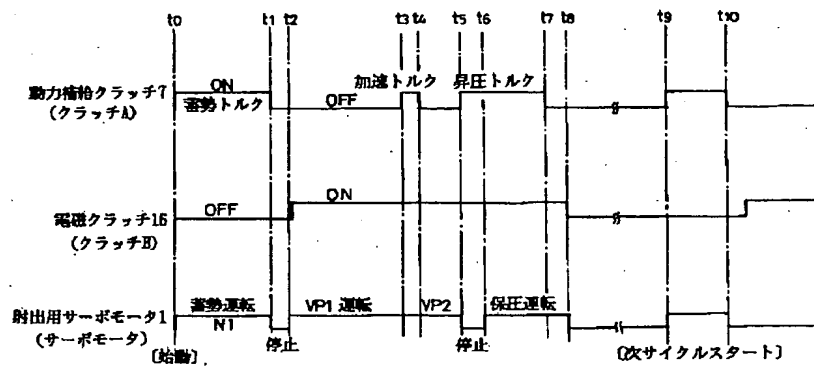 t0 t1 t2 t3 t4 t5 t6 t7 t8 t9 t10
加速トルク 昇圧トルク
動力補給クラッチ7 ON
(クラッチA) 蓄勢トルク OFF
ON
電磁クラッチ16 OFF
(クラッチB)
射出用サーボモータ1 蓄勢運転 VP1 運転 VP2 保圧運転
(サーボモータ) N1 停止 停止
〔始動〕 〔次サイクルスタート〕